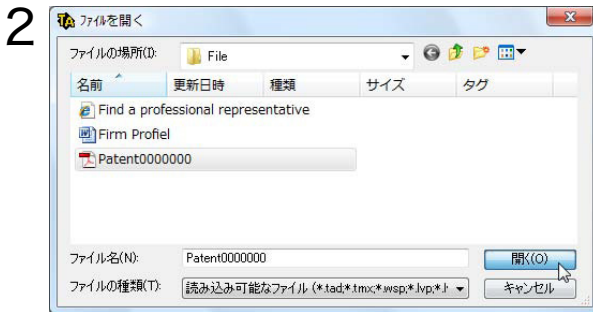 2
ファイルを開く
ファイルの場所(I):
File
名前 更新日時 種類 サイズ タグ
Find a professional representative
Firm Profiel
Patent0000000
ファイル名(N): Patent0000000 開く(O)
ファイルの種類(T): 読み込み可能なファイル (*.tad;*.tmx;*.wsp;*.lvp;*.h キャンセル